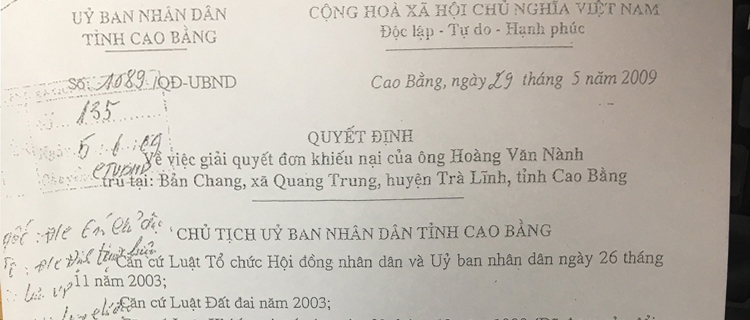 UỶ BAN NHÂN DÂN
TỈNH CAO BẰNG
CỘNG HOÀ XÃ HỘI CHỦ NGHĨA VIỆT NAM
Độc lập - Tự do - Hạnh phúc
Số: 1089/QĐ-UBND
Cao Bằng, ngày 29 tháng 5 năm 2009
135
5 6 09
QUYẾT ĐỊNH
Về việc giải quyết đơn khiếu nại của ông Hoàng Văn Nành
trú tại: Bản Chang, xã Quang Trung, huyện Trà Lĩnh, tỉnh Cao Bằng
CHỦ TỊCH UỶ BAN NHÂN DÂN TỈNH CAO BẰNG
Căn cứ Luật Tổ chức Hội đồng nhân dân và Uỷ ban nhân dân ngày 26 tháng
11 năm 2003;
Căn cứ Luật Đất đai năm 2003;